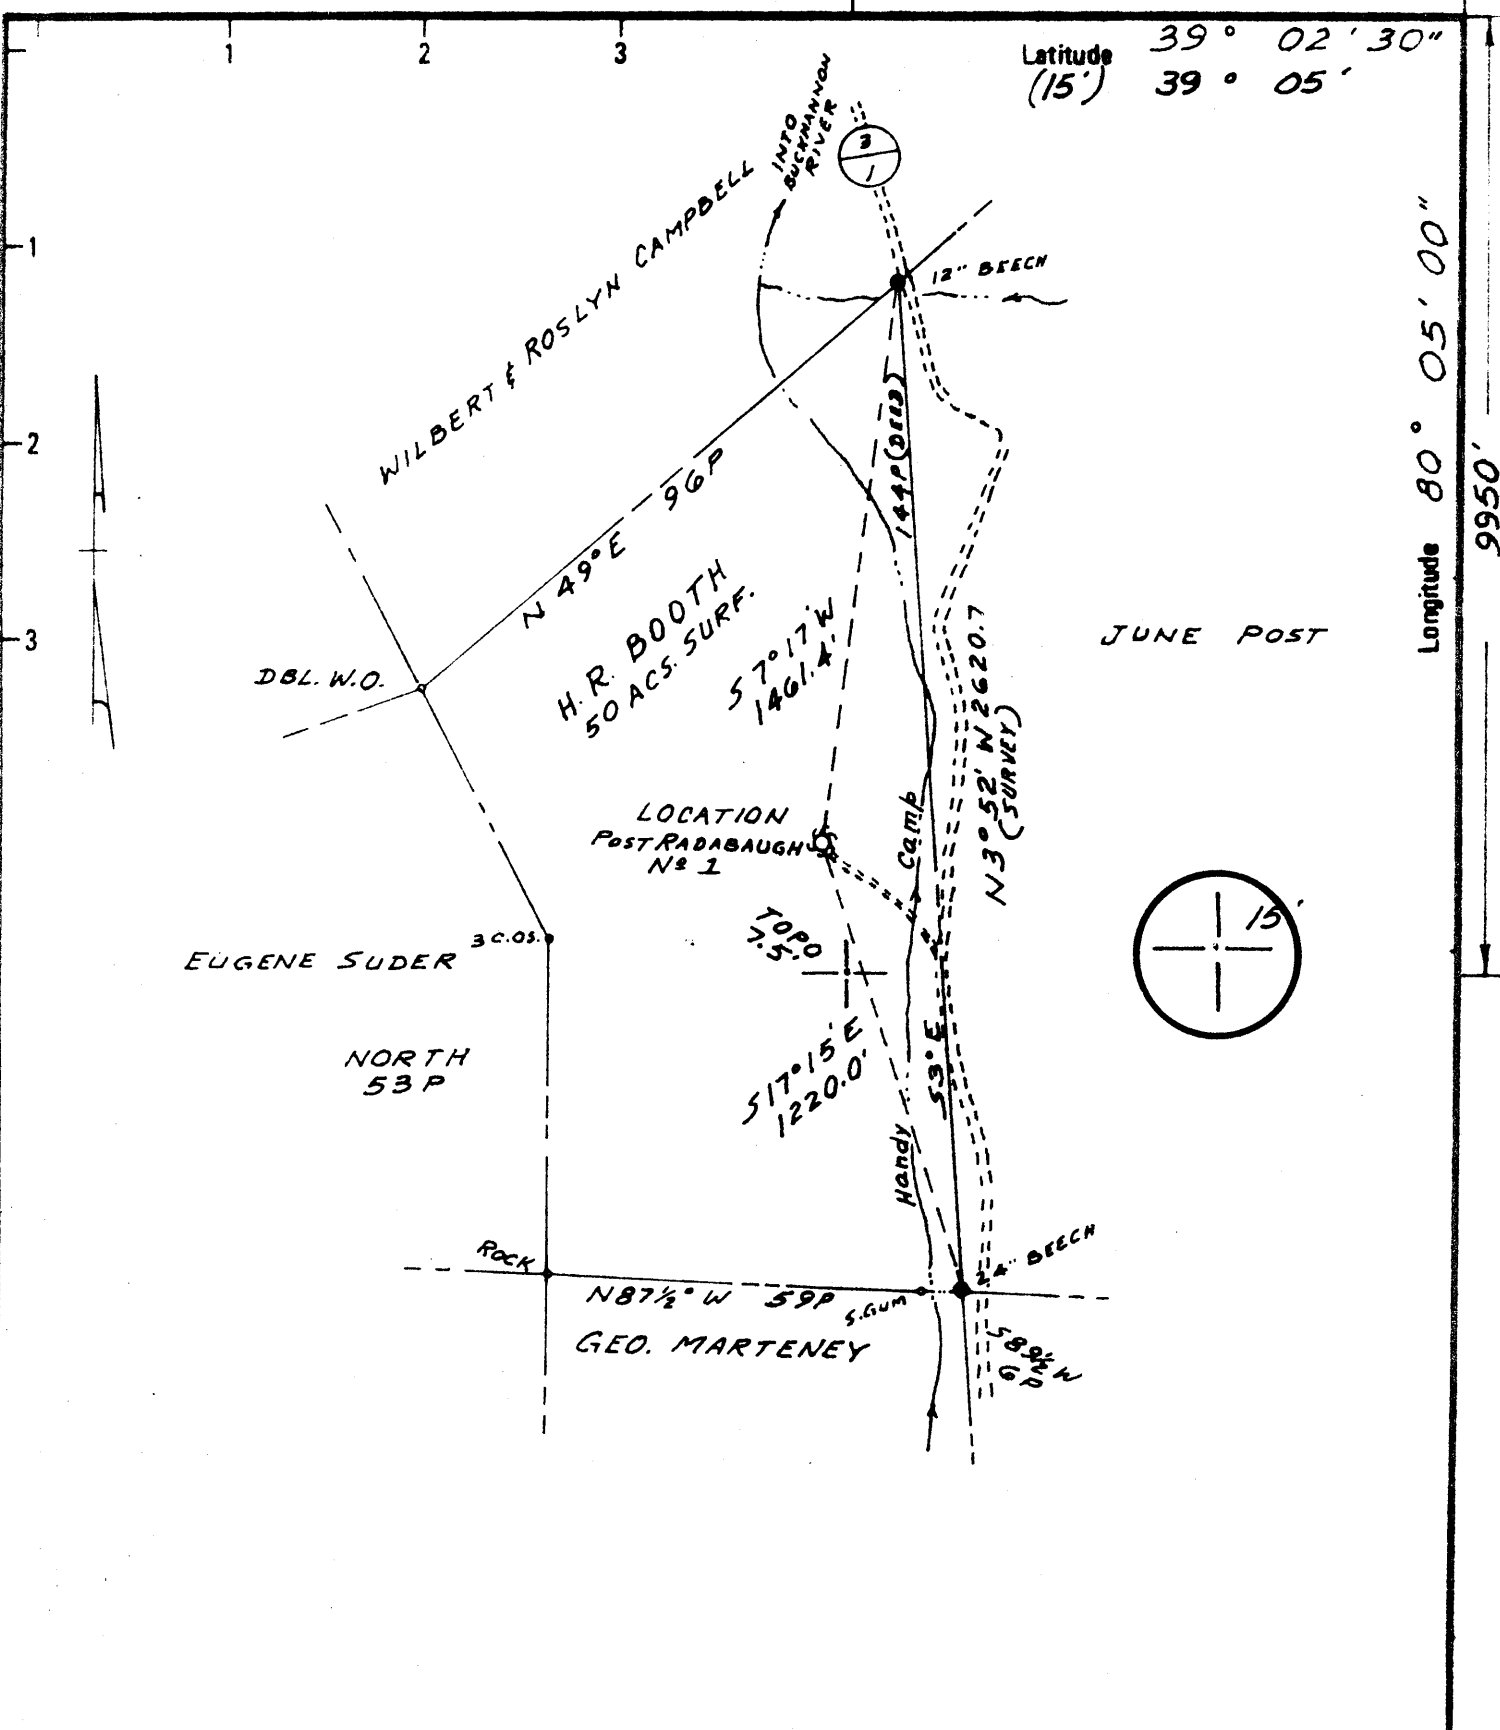 1 2 3
Latitude 39° 02' 30"
(15') 39° 05'
INTO
BUCKHANNON
RIVER
3
1
1
2
3
WILBERT & ROSLYN CAMPBELL
12" BEECH
Longitude 80° 05' 00"
9950'
144P(DEED)
N 49° E 96P
H. R. BOOTH
50 ACS. SURF.
S 7° 17' W
1461.4'
N 3° 52' W 2620.7
(SURVEY)
JUNE POST
DBL. W.O.
LOCATION
POST RADABAUGH
Nº 1
Camp
TOPO
7.5'
15'
3 C.OS.
EUGENE SUDER
NORTH
53 P
S 17° 15' E
1220.0'
S3° E
Handy
ROCK
24" BEECH
N87½° W 59P
S.GUM
GEO. MARTENEY
S 89½ W
6 P